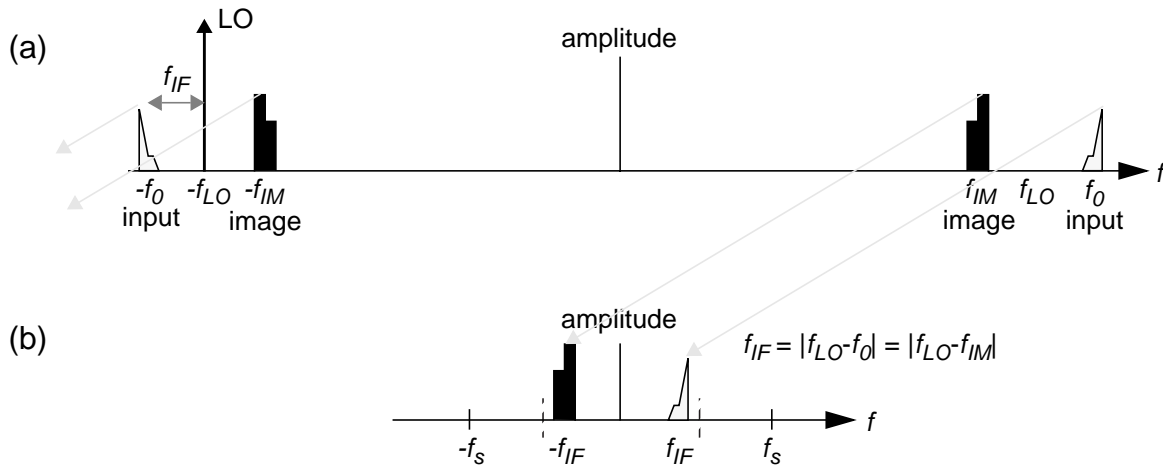 (a)
LO
amplitude
f_IF
f
-f_0 -f_LO -f_IM f_IM f_LO f_0
input image image input
(b)
amplitude
f_IF = |f_LO-f_0| = |f_LO-f_IM|
f
-f_s -f_IF f_IF f_s